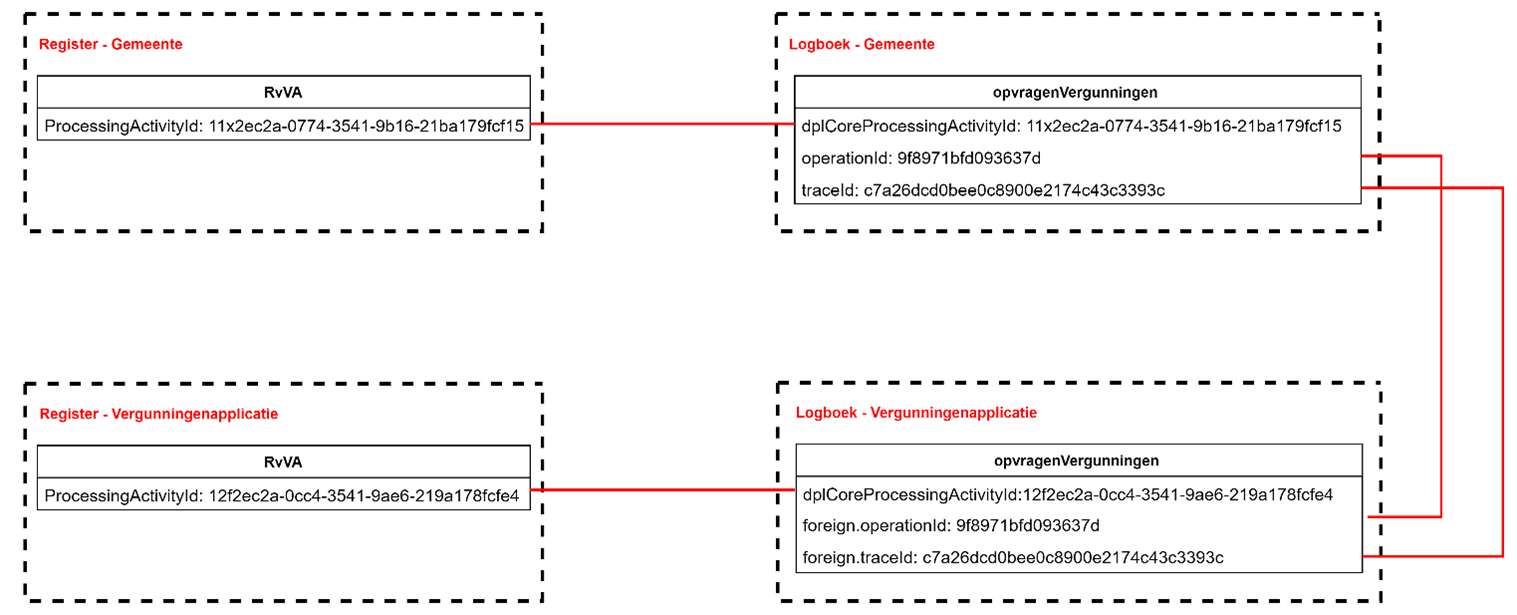 Register - Gemeente
RvVA
ProcessingActivityId: 11x2ec2a-0774-3541-9b16-21ba179fcf15
Logboek - Gemeente
opvragenVergunningen
dplCoreProcessingActivityId: 11x2ec2a-0774-3541-9b16-21ba179fcf15
operationId: 9f8971bfd093637d
traceId: c7a26dcd0bee0c8900e2174c43c3393c
Register - Vergunningenapplicatie
RvVA
ProcessingActivityId: 12f2ec2a-0cc4-3541-9ae6-219a178fcfe4
Logboek - Vergunningenapplicatie
opvragenVergunningen
dplCoreProcessingActivityId:12f2ec2a-0cc4-3541-9ae6-219a178fcfe4
foreign.operationId: 9f8971bfd093637d
foreign.traceId: c7a26dcd0bee0c8900e2174c43c3393c